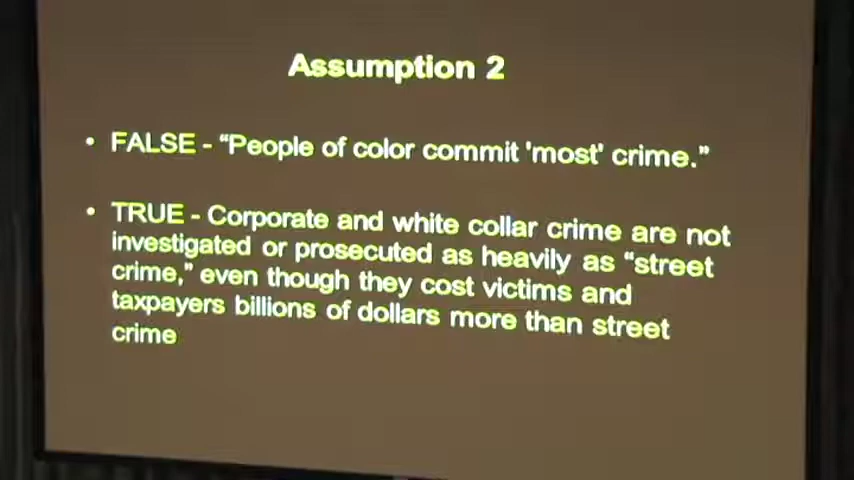 Assumption 2
• FALSE - “People of color commit 'most' crime.”
• TRUE - Corporate and white collar crime are not
investigated or prosecuted as heavily as “street
crime,” even though they cost victims and
taxpayers billions of dollars more than street
crime